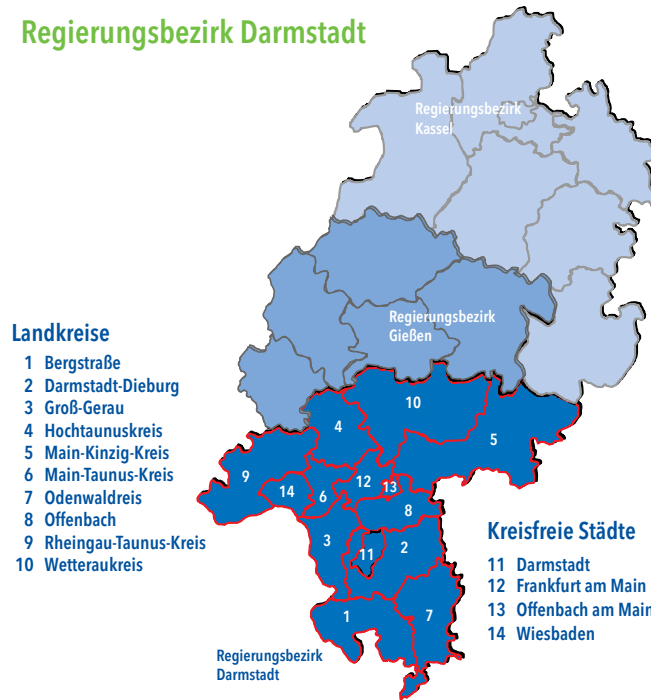 Regierungsbezirk Darmstadt
Regierungsbezirk
Kassel
Regierungsbezirk
Gießen
Landkreise
1 Bergstraße
2 Darmstadt-Dieburg
3 Groß-Gerau
4 Hochtaunuskreis
5 Main-Kinzig-Kreis
6 Main-Taunus-Kreis
7 Odenwaldreis
8 Offenbach
9 Rheingau-Taunus-Kreis
10 Wetteraukreis
10
4
5
9
12
13
14
6
8
3
11
2
1
7
Kreisfreie Städte
11 Darmstadt
12 Frankfurt am Main
13 Offenbach am Main
14 Wiesbaden
Regierungsbezirk
Darmstadt